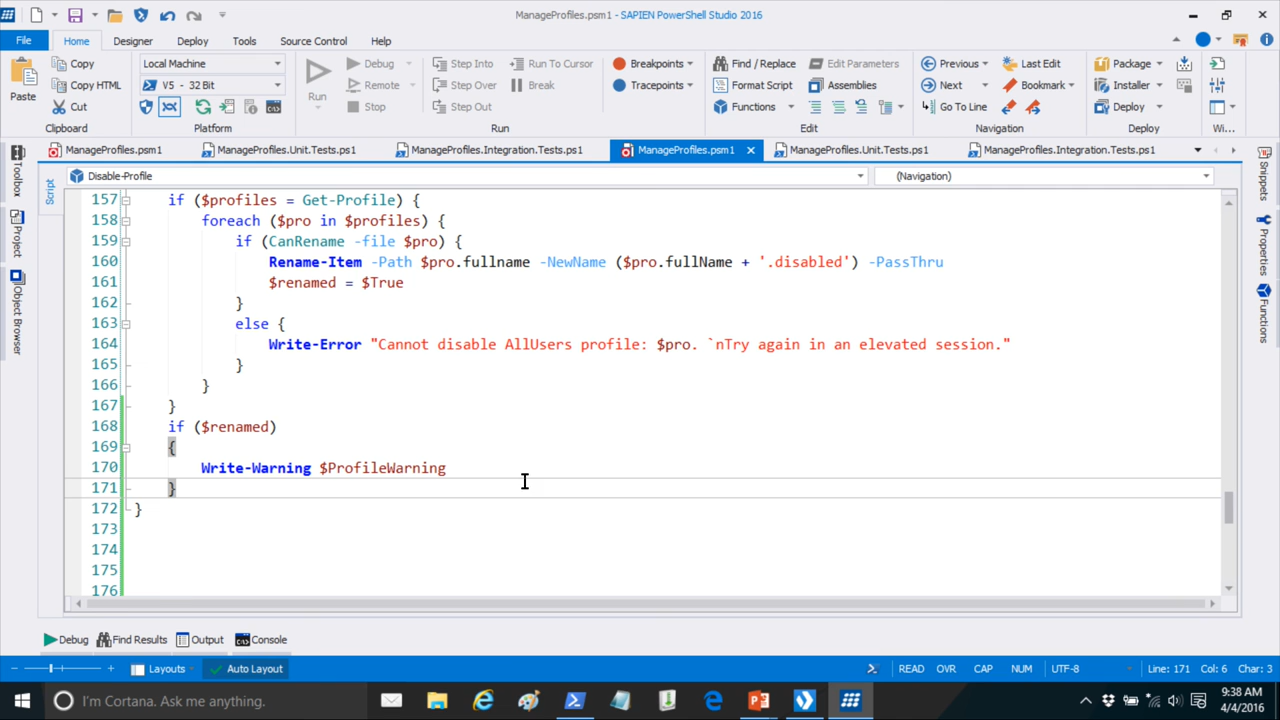 ManageProfiles.psm1 - SAPIEN PowerShell Studio 2016
File Home Designer Deploy Tools Source Control Help
Paste Copy Copy HTML Cut Clipboard
Local Machine
V5 - 32 Bit
Platform
Run Debug Remote Stop Step Into Step Over Step Out Run To Cursor Break Run
Breakpoints Tracepoints
Find / Replace Format Script Functions Edit Parameters Assemblies Edit
Previous Next Go To Line Last Edit Bookmark Navigation
Package Installer Deploy Deploy
Wi...
ManageProfiles.psm1 ManageProfiles.Unit.Tests.ps1 ManageProfiles.Integration.Tests.ps1 ManageProfiles.psm1 ManageProfiles.Unit.Tests.ps1 ManageProfiles.Integration.Tests.ps1
Toolbox
Project
Object Browser
Script
Disable-Profile (Navigation)
Snippets
Properties
Functions
157 if ($profiles = Get-Profile) {
158 foreach ($pro in $profiles) {
159 if (CanRename -file $pro) {
160 Rename-Item -Path $pro.fullname -NewName ($pro.fullName + '.disabled') -PassThru
161 $renamed = $True
162 }
163 else {
164 Write-Error "Cannot disable AllUsers profile: $pro. `nTry again in an elevated session."
165 }
166 }
167 }
168 if ($renamed)
169 {
170 Write-Warning $ProfileWarning
171 }
172 }
173
174
175
176
Debug Find Results Output Console
Layouts Auto Layout READ OVR CAP NUM UTF-8 Line: 171 Col: 6 Char: 3
I'm Cortana. Ask me anything. 9:38 AM
4/4/2016